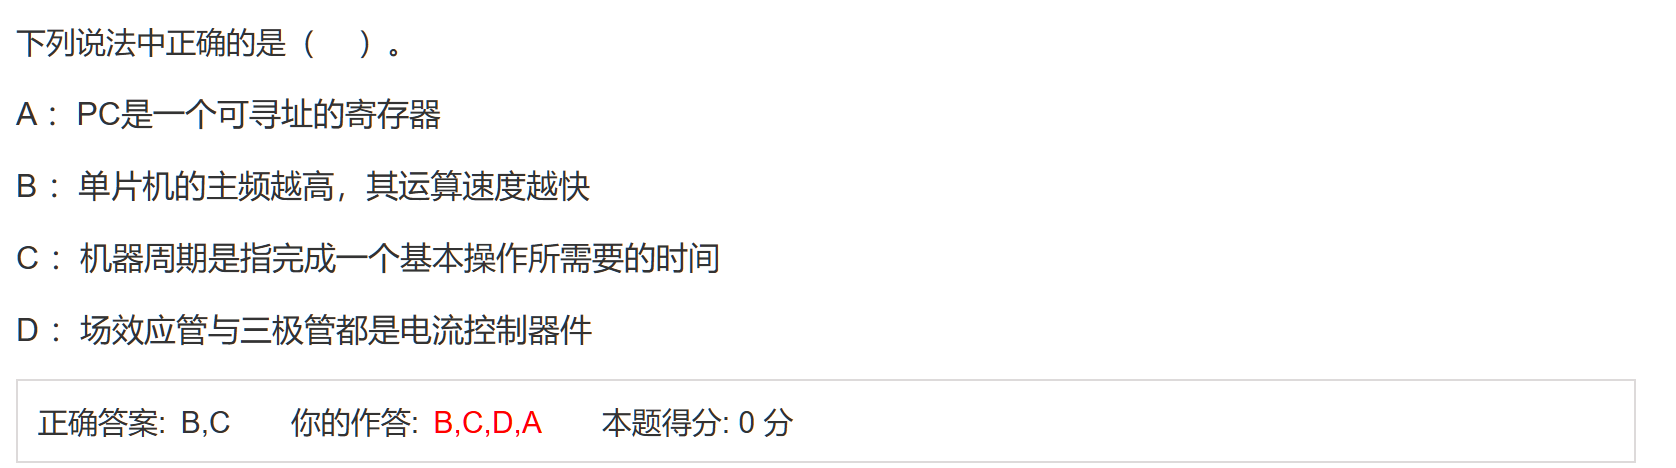 下列说法中正确的是（    ）。
A： PC是一个可寻址的寄存器
B： 单片机的主频越高，其运算速度越快
C： 机器周期是指完成一个基本操作所需要的时间
D： 场效应管与三极管都是电流控制器件
正确答案: B,C 你的作答: B,C,D,A 本题得分: 0 分